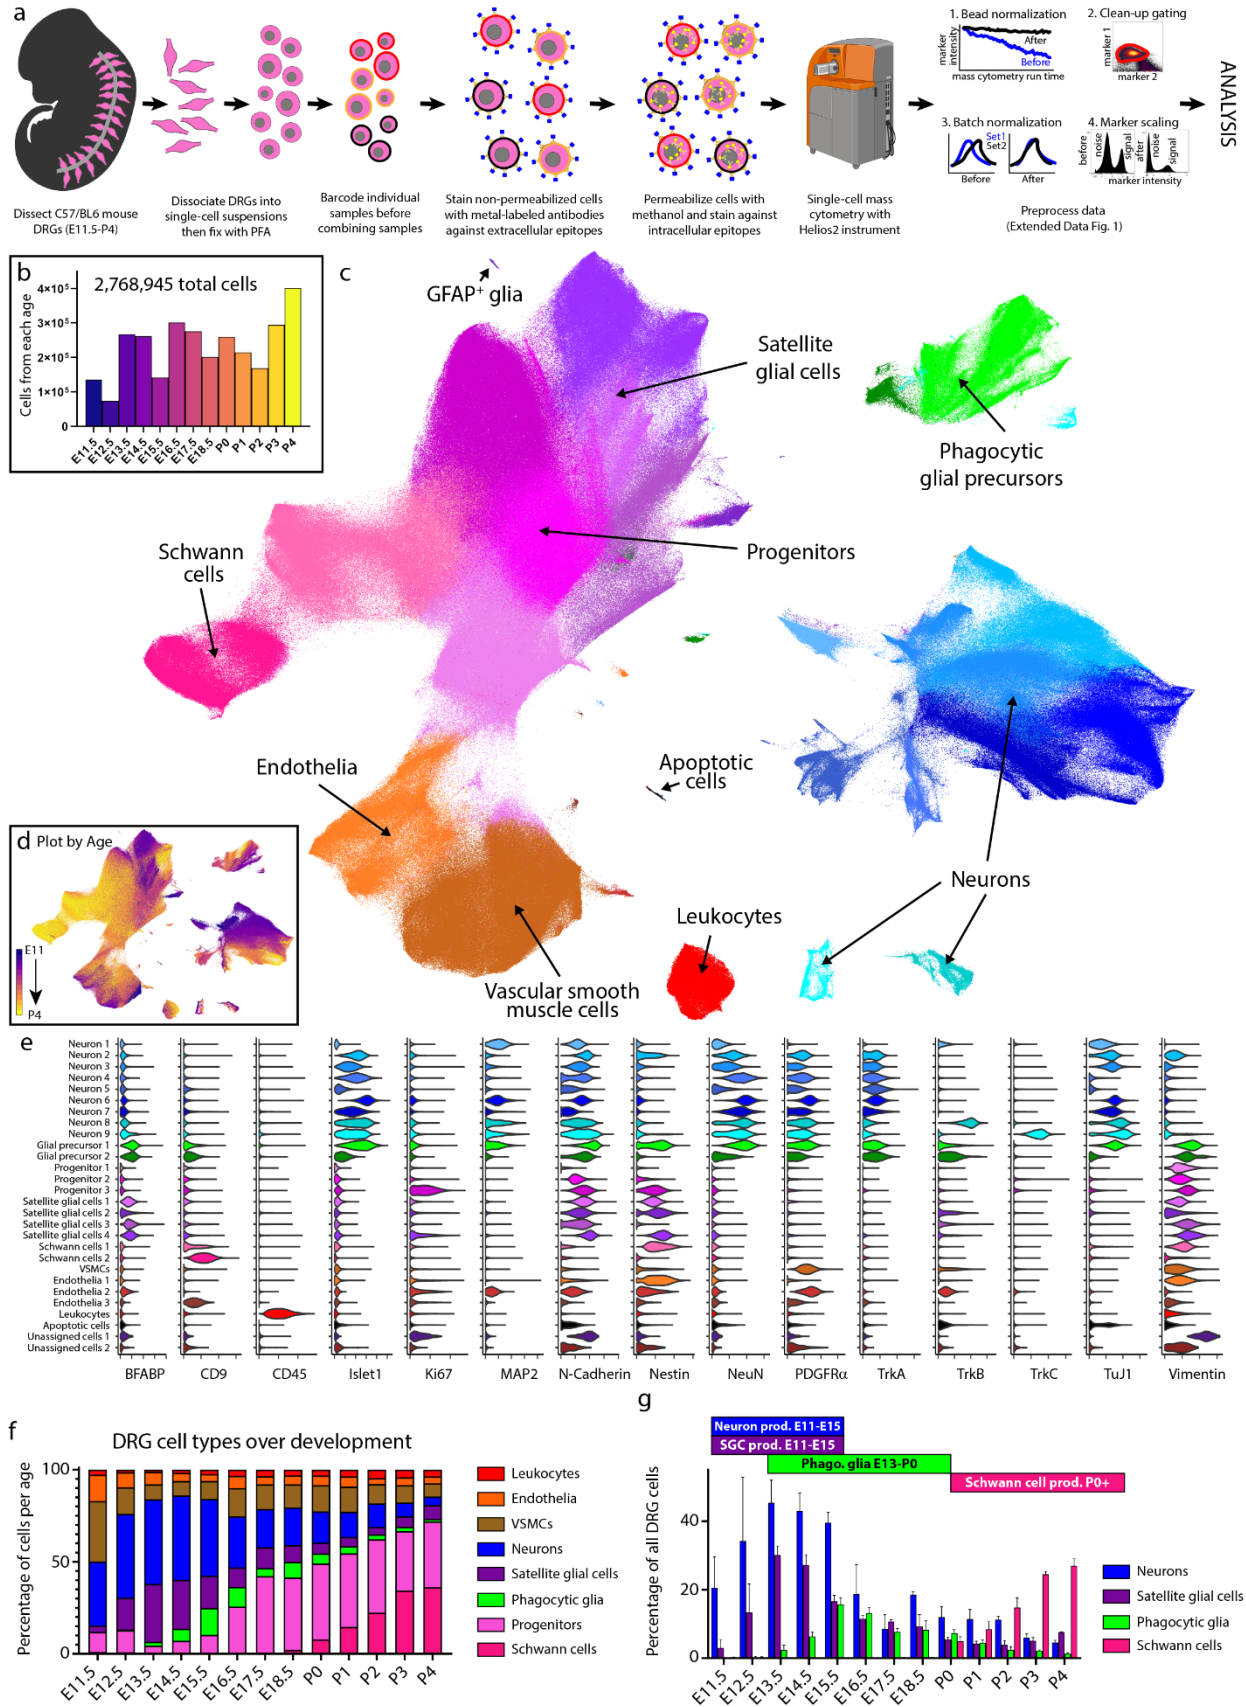 a
Dissect C57/BL6 mouse
DRGs (E11.5-P4)
Dissociate DRGs into
single-cell suspensions
then fix with PFA
Barcode individual
samples before
combining samples
Stain non-permeabilized cells
with metal-labeled antibodies
against extracellular epitopes
Permeabilize cells with
methanol and stain against
intracellular epitopes
Single-cell mass
cytometry with
Helios2 instrument
1. Bead normalization
marker
intensity
After
Before
mass cytometry run time
2. Clean-up gating
marker 1
marker 2
3. Batch normalization
Set1
Set2
Before
After
4. Marker scaling
before
noise
signal
after
noise
signal
marker intensity
Preprocess data
(Extended Data Fig. 1)
ANALYSIS
b
2,768,945 total cells
Cells from each age
4×10⁵
3×10⁵
2×10⁵
1×10⁵
0
E11.5
E12.5
E13.5
E14.5
E15.5
E16.5
E17.5
E18.5
P0
P1
P2
P3
P4
c
GFAP⁺ glia
Satellite
glial cells
Phagocytic
glial precursors
Schwann
cells
Progenitors
Endothelia
Apoptotic
cells
Neurons
Leukocytes
Vascular smooth
muscle cells
d
Plot by Age
E11
P4
e
Neuron 1
Neuron 2
Neuron 3
Neuron 4
Neuron 5
Neuron 6
Neuron 7
Neuron 8
Neuron 9
Glial precursor 1
Glial precursor 2
Progenitor 1
Progenitor 2
Progenitor 3
Satellite glial cells 1
Satellite glial cells 2
Satellite glial cells 3
Satellite glial cells 4
Schwann cells 1
Schwann cells 2
VSMCs
Endothelia 1
Endothelia 2
Endothelia 3
Leukocytes
Apoptotic cells
Unassigned cells 1
Unassigned cells 2
BFABP CD9 CD45 Islet1 Ki67 MAP2 N-Cadherin Nestin NeuN PDGFRα TrkA TrkB TrkC TuJ1 Vimentin
f
DRG cell types over development
Percentage of cells per age
100
50
0
E11.5
E12.5
E13.5
E14.5
E15.5
E16.5
E17.5
E18.5
P0
P1
P2
P3
P4
Leukocytes
Endothelia
VSMCs
Neurons
Satellite glial cells
Phagocytic glia
Progenitors
Schwann cells
g
Neuron prod. E11-E15
SGC prod. E11-E15
Phago. glia E13-P0
Schwann cell prod. P0+
Percentage of all DRG cells
40
20
0
E11.5
E12.5
E13.5
E14.5
E15.5
E16.5
E17.5
E18.5
P0
P1
P2
P3
P4
Neurons
Satellite glial cells
Phagocytic glia
Schwann cells